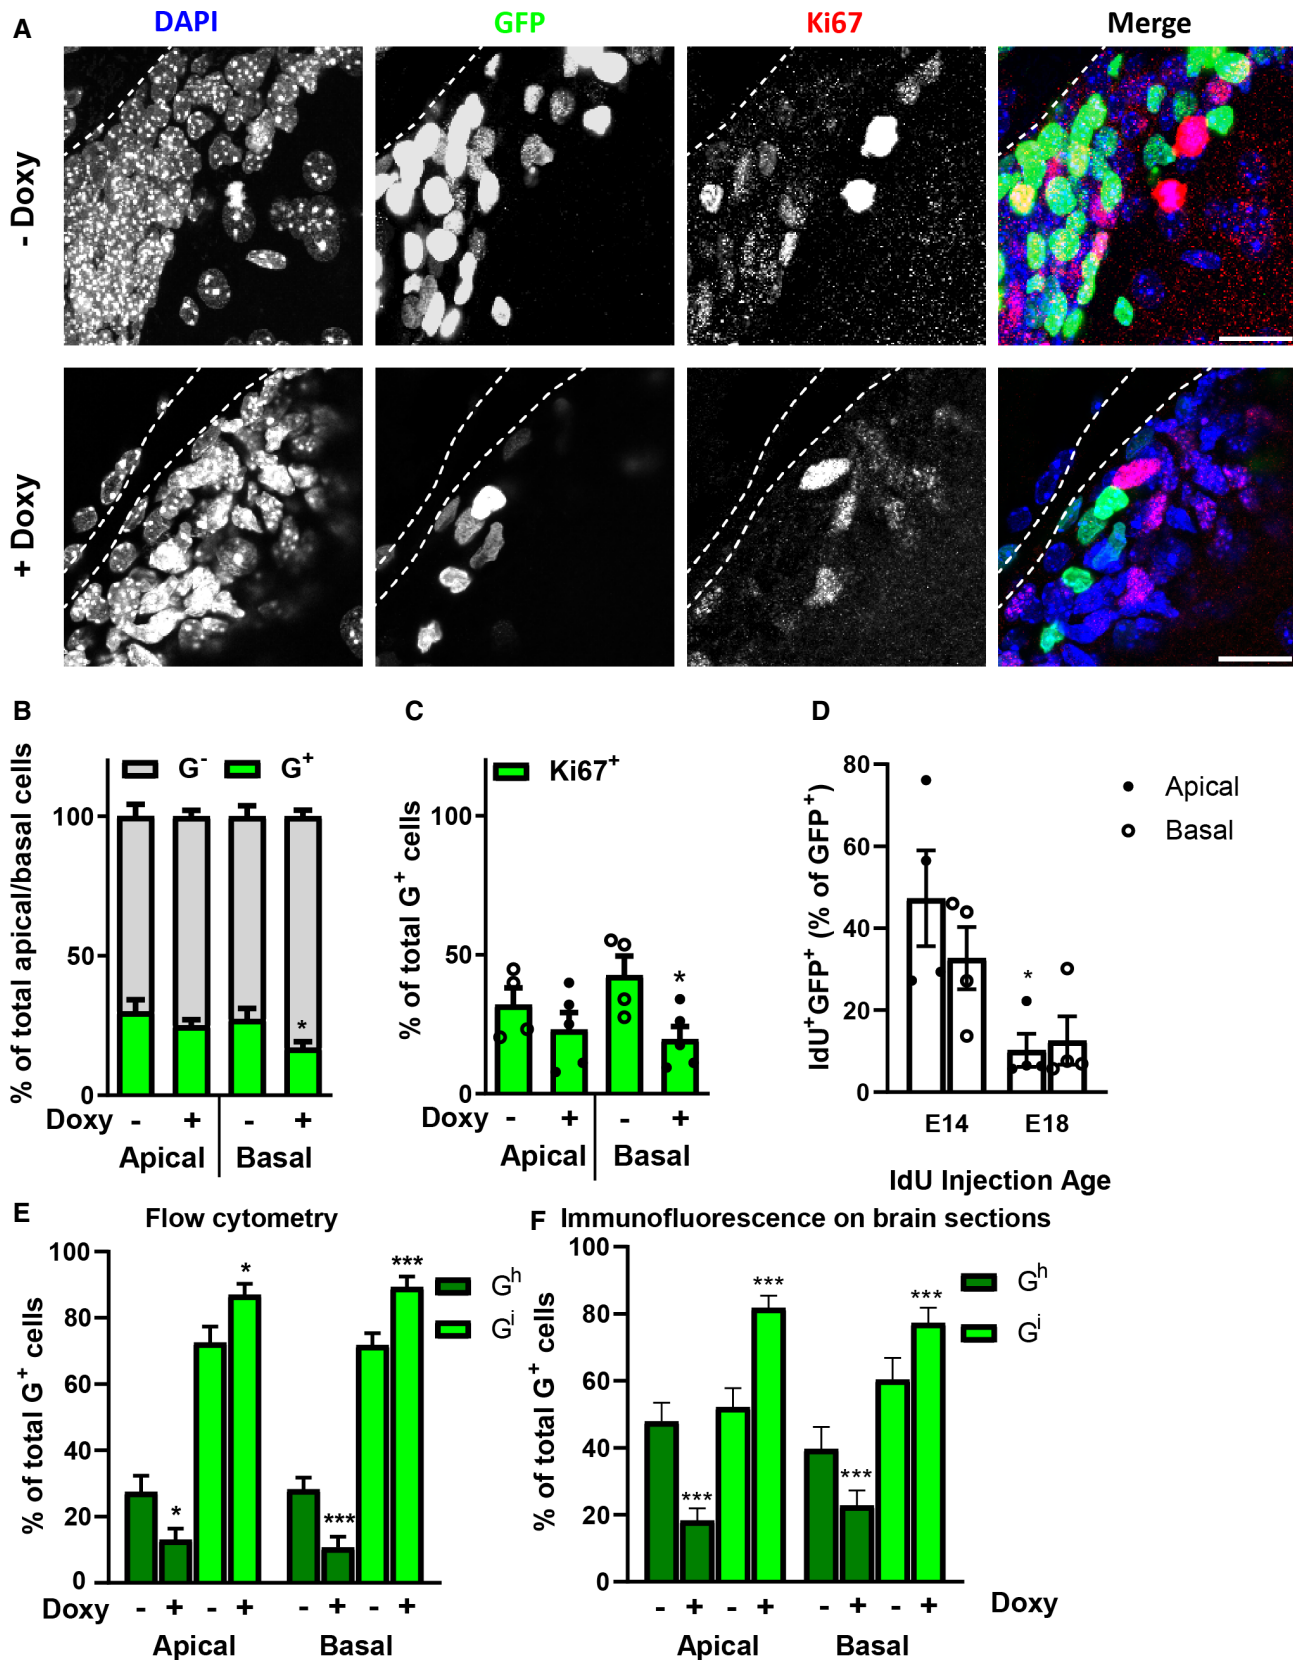 A DAPI GFP Ki67 Merge
- Doxy
+ Doxy
B C D
G⁻ G⁺
% of total apical/basal cells
100
50
0
Doxy - + - +
Apical Basal
*
Ki67⁺
% of total G⁺ cells
100
50
0
*
Doxy - + - +
Apical Basal
IdU⁺GFP⁺ (% of GFP⁺)
80
60
40
20
0
*
Apical
Basal
E14 E18
IdU Injection Age
E Flow cytometry
% of total G⁺ cells
100
80
60
40
20
0
* * *** ***
Gʰ
Gⁱ
Doxy - + - + - + - +
Apical Basal
F Immunofluorescence on brain sections
% of total G⁺ cells
100
80
60
40
20
0
*** *** *** ***
Gʰ
Gⁱ
- + - + - + - + Doxy
Apical Basal